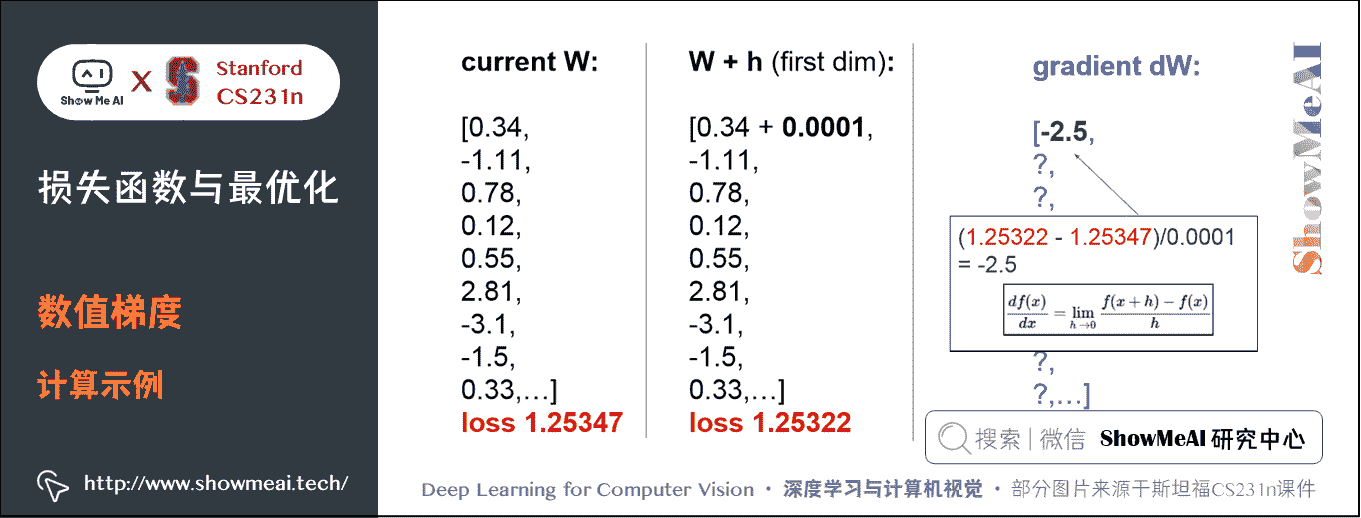 Show Me AI
X
Stanford
CS231n
损失函数与最优化
数值梯度
计算示例
http://www.showmeai.tech/
current W:
[0.34,
-1.11,
0.78,
0.12,
0.55,
2.81,
-3.1,
-1.5,
0.33,…]
loss 1.25347
W + h (first dim):
[0.34 + 0.0001,
-1.11,
0.78,
0.12,
0.55,
2.81,
-3.1,
-1.5,
0.33,…]
loss 1.25322
gradient dW:
[-2.5,
?,
?,
(1.25322 - 1.25347)/0.0001
= -2.5
df(x)/dx = lim h→0 f(x + h) − f(x)/h
?,
?,…]
搜索 | 微信 ShowMeAI 研究中心
ShowMeAI
Deep Learning for Computer Vision · 深度学习与计算机视觉 · 部分图片来源于斯坦福CS231n课件